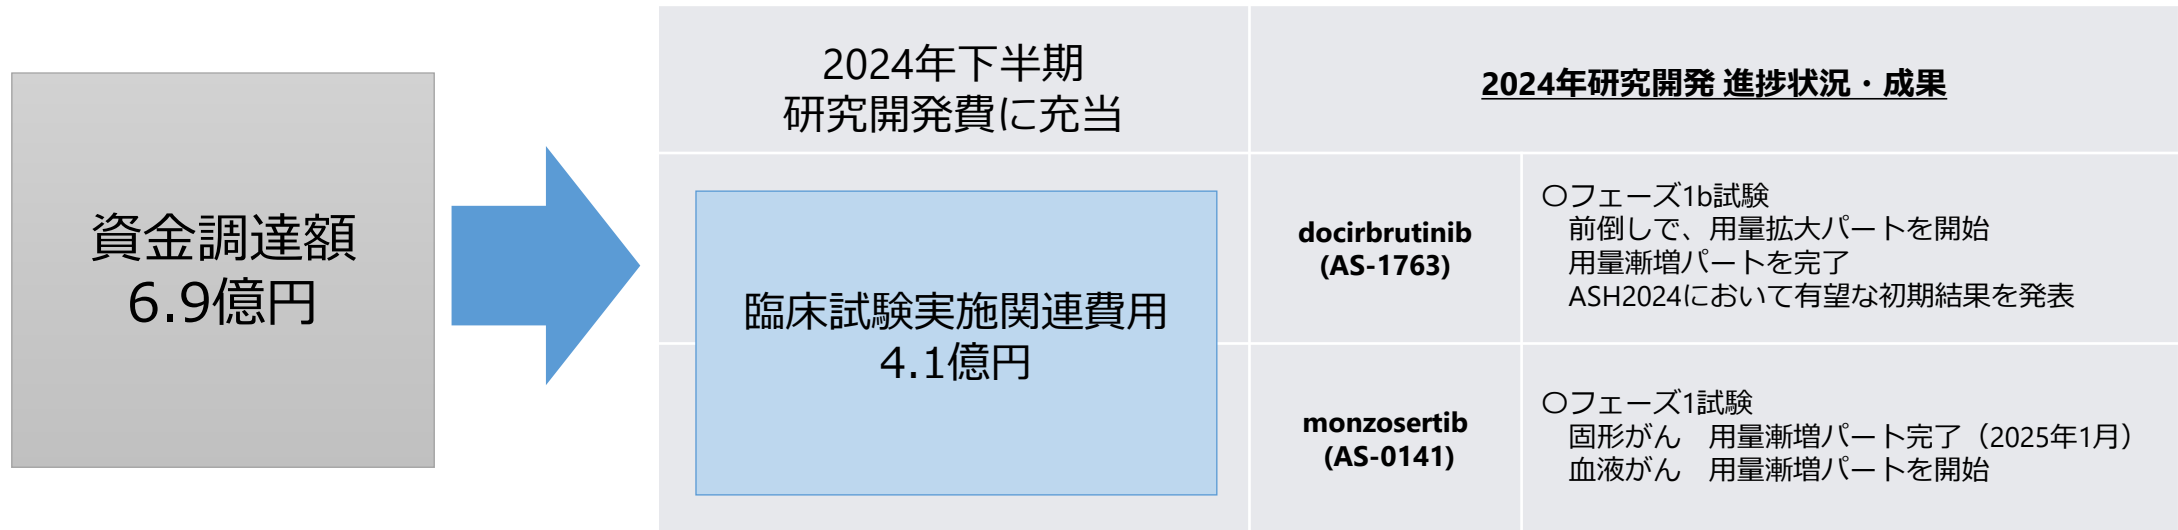 資金調達額
6.9億円
2024年下半期
研究開発費に充当
2024年研究開発 進捗状況・成果
臨床試験実施関連費用
4.1億円
docirbrutinib
(AS-1763)
〇フェーズ1b試験
前倒しで、用量拡大パートを開始
用量漸増パートを完了
ASH2024において有望な初期結果を発表
monzosertib
(AS-0141)
〇フェーズ1試験
固形がん　用量漸増パート完了（2025年1月）
血液がん　用量漸増パートを開始